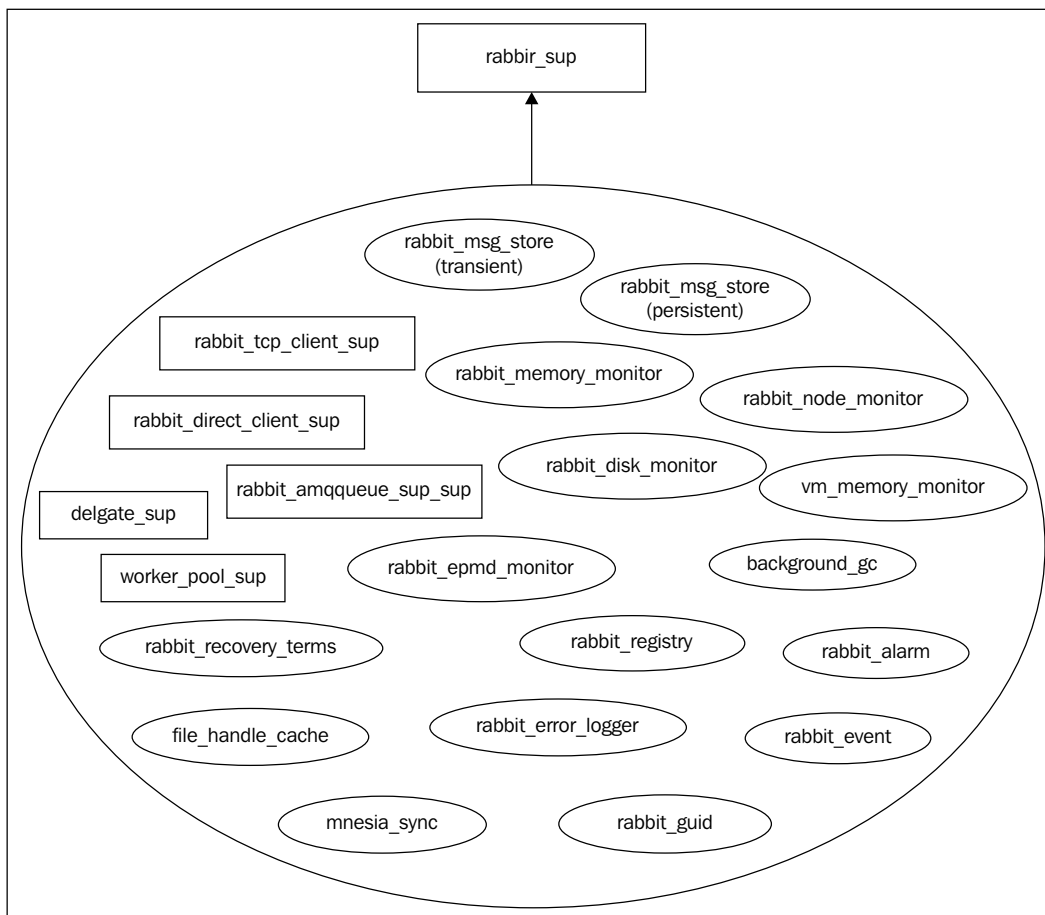 rabbir_sup
rabbit_msg_store
(transient)
rabbit_msg_store
(persistent)
rabbit_tcp_client_sup
rabbit_memory_monitor
rabbit_node_monitor
rabbit_direct_client_sup
rabbit_disk_monitor
rabbit_amqqueue_sup_sup
vm_memory_monitor
delgate_sup
worker_pool_sup
rabbit_epmd_monitor
background_gc
rabbit_recovery_terms
rabbit_registry
rabbit_alarm
file_handle_cache
rabbit_error_logger
rabbit_event
mnesia_sync
rabbit_guid